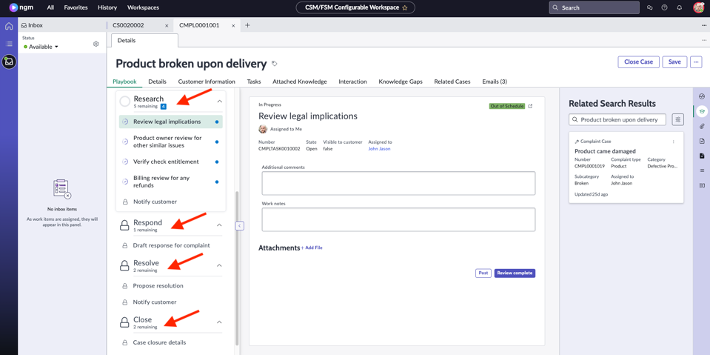 ngm All Favorites History Workspaces CSM/FSM Configurable Workspace Search
Inbox CS0020002 CMPL0001001
Status
Available
Details
Product broken upon delivery Close Case Save
Playbook Details Customer Information Tasks Attached Knowledge Interaction Knowledge Gaps Related Cases Emails (3)
No inbox items
As work items are assigned, they will
appear in this panel.
Research
5 remaining
Review legal implications
Product owner review for
other similar issues
Verify check entitlement
Billing review for any
refunds
Notify customer
Respond
1 remaining
Draft response for complaint
Resolve
2 remaining
Propose resolution
Notify customer
Close
2 remaining
Case closure details
In Progress Out of Schedule
Review legal implications
Assigned to Me
Number State Visible to customer Assigned to
CMPLTASK0010002 Open false John Jason
Additional comments
Work notes
Attachments + Add File
Post Review complete
Related Search Results
Product broken upon delivery
Complaint Case
Product came damaged
Number Complaint type Category
CMPL0001019 Product Defective Pro...
Subcategory Assigned to
Broken John Jason
Updated 25d ago